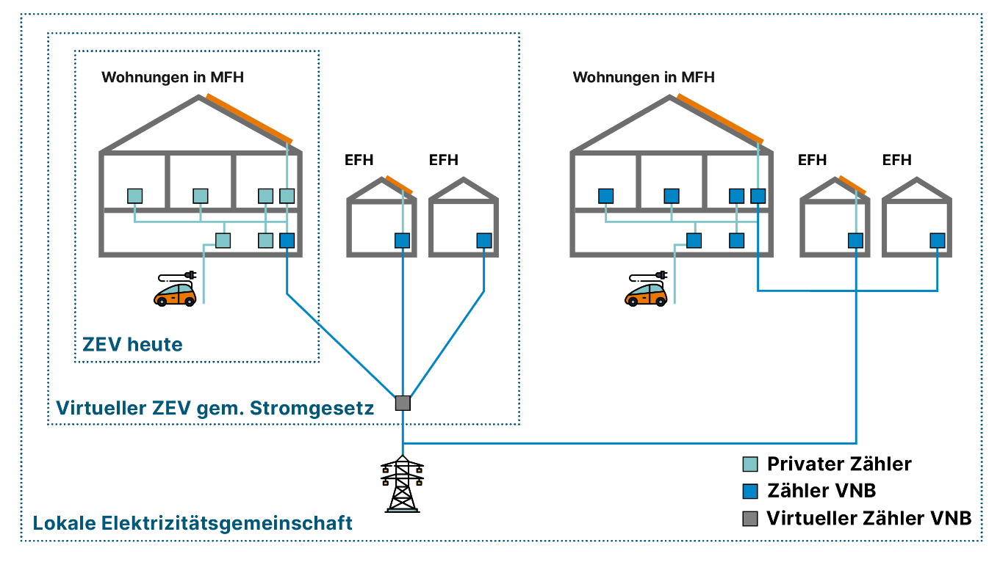 Wohnungen in MFH
Wohnungen in MFH
EFH
EFH
EFH
EFH
ZEV heute
Virtueller ZEV gem. Stromgesetz
Privater Zähler
Zähler VNB
Virtueller Zähler VNB
Lokale Elektrizitätsgemeinschaft